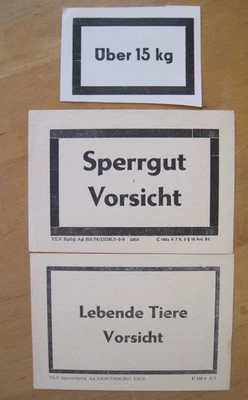 Über 15 kg
Sperrgut
Vorsicht
Lebende Tiere
Vorsicht